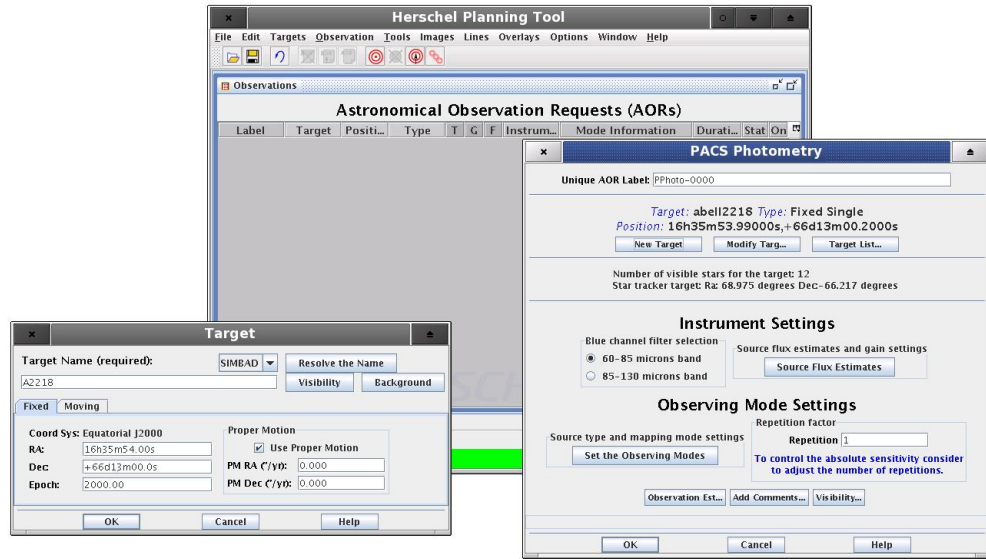 Herschel Planning Tool
File Edit Targets Observation Tools Images Lines Overlays Options Window Help
Observations
Astronomical Observation Requests (AORs)
Label Target Positi... Type T G F Instrum... Mode Information Durati... Stat On
PACS Photometry
Unique AOR Label: PPhoto-0000
Target: abell2218 Type: Fixed Single
Position: 16h35m53.99000s,+66d13m00.2000s
New Target Modify Targ... Target List...
Number of visible stars for the target: 12
Star tracker target: Ra: 68.975 degrees Dec:-66.217 degrees
Instrument Settings
Blue channel filter selection
60-85 microns band
85-130 microns band
Source flux estimates and gain settings
Source Flux Estimates
Observing Mode Settings
Source type and mapping mode settings
Set the Observing Modes
Repetition factor
Repetition 1
To control the absolute sensitivity consider
to adjust the number of repetitions.
Observation Est... Add Comments... Visibility...
OK Cancel Help
Target
Target Name (required): SIMBAD Resolve the Name
A2218 Visibility Background
Fixed Moving
Coord Sys: Equatorial J2000
RA: 16h35m54.00s
Dec: +66d13m00.0s
Epoch: 2000.00
Proper Motion
Use Proper Motion
PM RA ("/yr): 0.000
PM Dec ("/yr): 0.000
OK Cancel Help